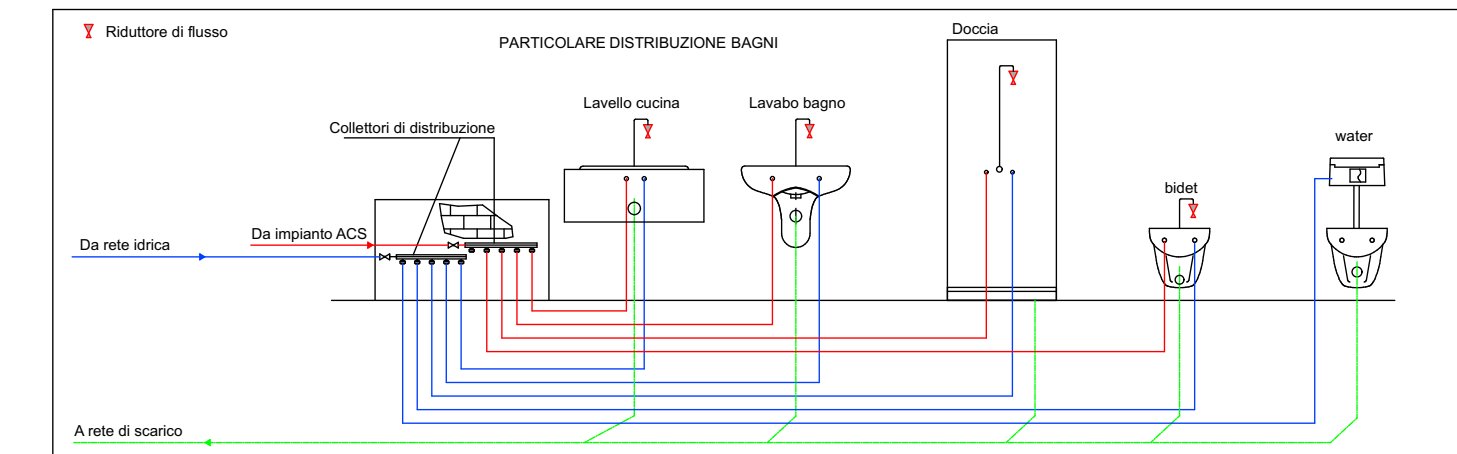 Riduttore di flusso
PARTICOLARE DISTRIBUZIONE BAGNI
Doccia
Lavello cucina
Lavabo bagno
Collettori di distribuzione
water
bidet
Da impianto ACS
Da rete idrica
A rete di scarico